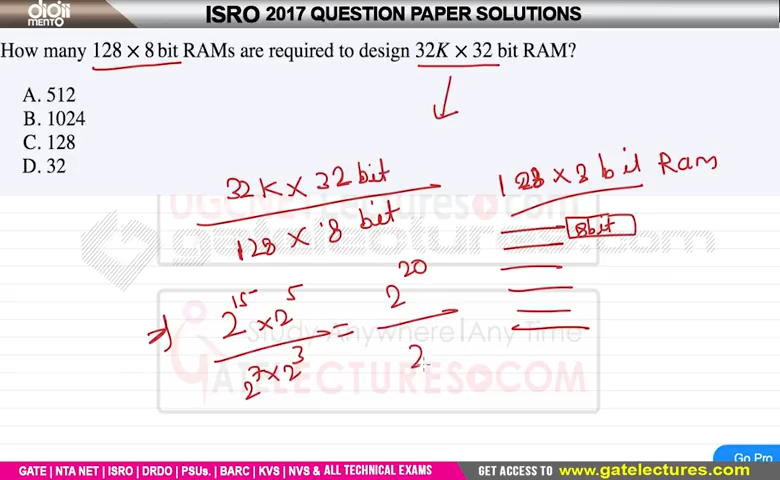 digii
MENTO
ISRO 2017 QUESTION PAPER SOLUTIONS
How many 128 × 8 bit RAMs are required to design 32K × 32 bit RAM?
A. 512
B. 1024
C. 128
D. 32
32K × 32 bit
128 × 8 bit
128 × 8 bit Ram
8bit
⇒ 2^15 × 2^5 = 2^20
2^7 × 2^3
2
Study Anywhere|Any Time
GATELECTURES.COM
gatelectures.com
Go Pro
GATE | NTA NET | ISRO | DRDO | PSUs. | BARC | KVS | NVS & ALL TECHNICAL EXAMS
GET ACCESS TO www.gatelectures.com